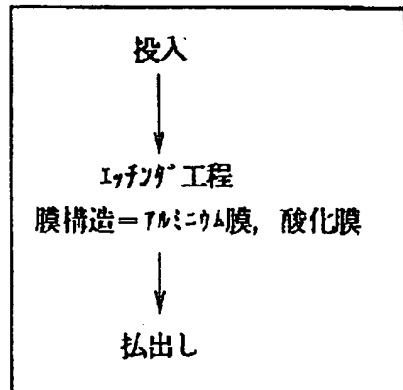 投入
ｴｯﾁﾝｸﾞ工程
膜構造＝ｱﾙﾐﾆｳﾑ膜，酸化膜
払出し